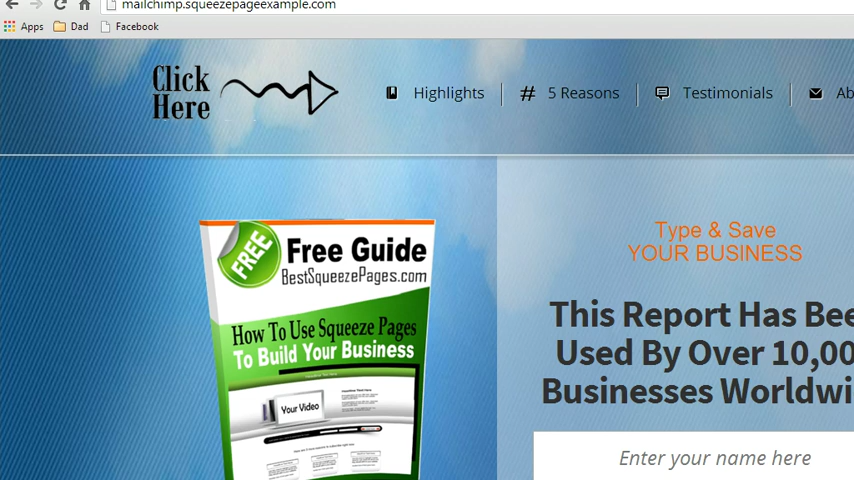 mailchimp.squeezepageexample.com
Apps Dad Facebook
Click
Here
Highlights # 5 Reasons Testimonials Ab
FREE
Free Guide
BestSqueezePages.com
How To Use Squeeze Pages
To Build Your Business
Your Video
Type & Save
YOUR BUSINESS
This Report Has Bee
Used By Over 10,00
Businesses Worldwi
Enter your name here